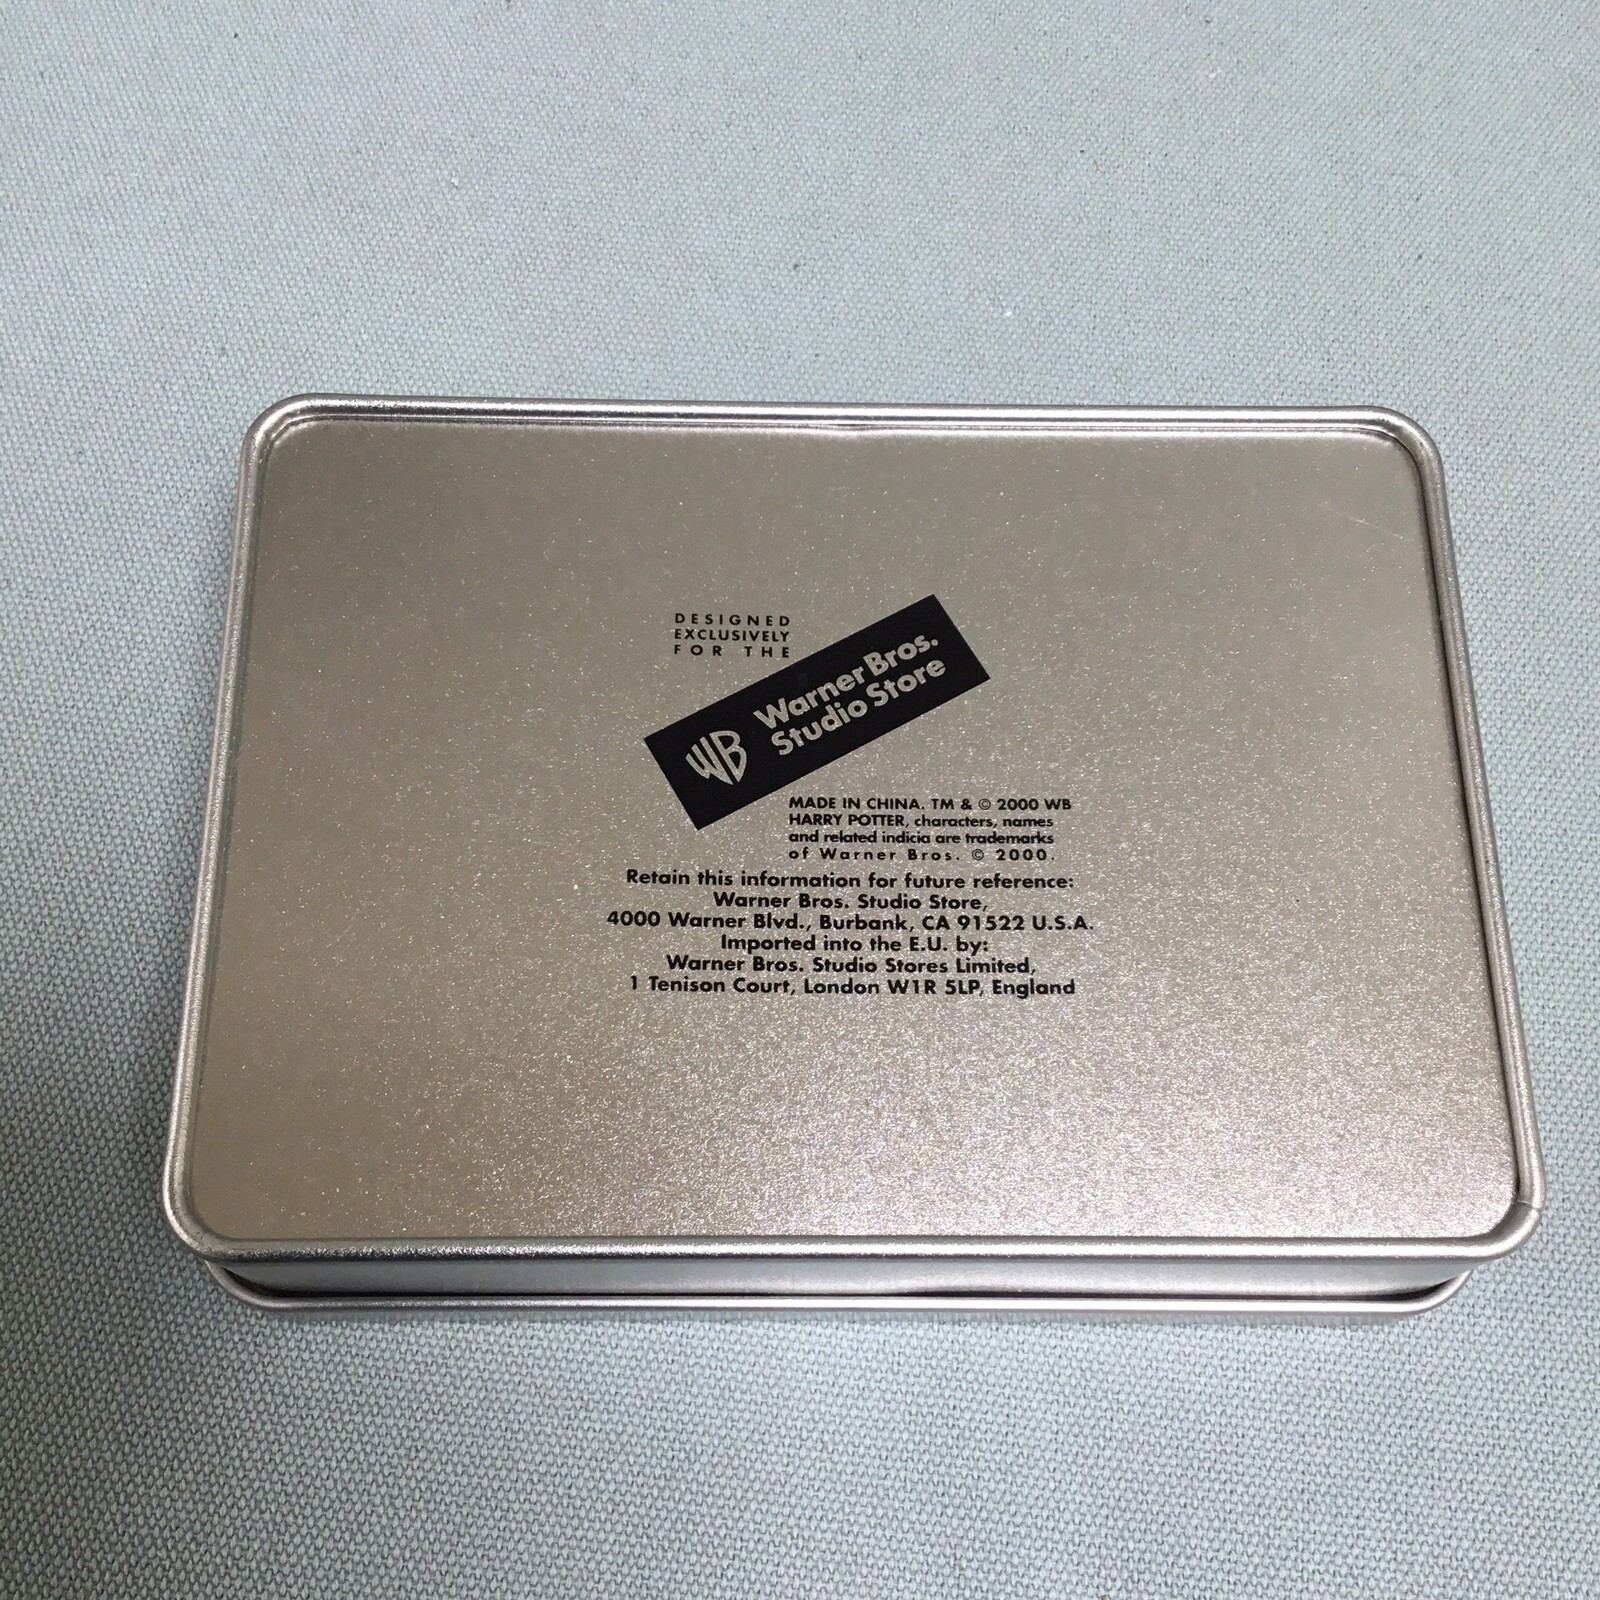 DESIGNED
EXCLUSIVELY
FOR THE
WB Warner Bros.
Studio Store
MADE IN CHINA. TM & © 2000 WB
HARRY POTTER, characters, names
and related indicia are trademarks
of Warner Bros. © 2000.
Retain this information for future reference:
Warner Bros. Studio Store,
4000 Warner Blvd., Burbank, CA 91522 U.S.A.
Imported into the E.U. by:
Warner Bros. Studio Stores Limited,
1 Tenison Court, London W1R 5LP, England